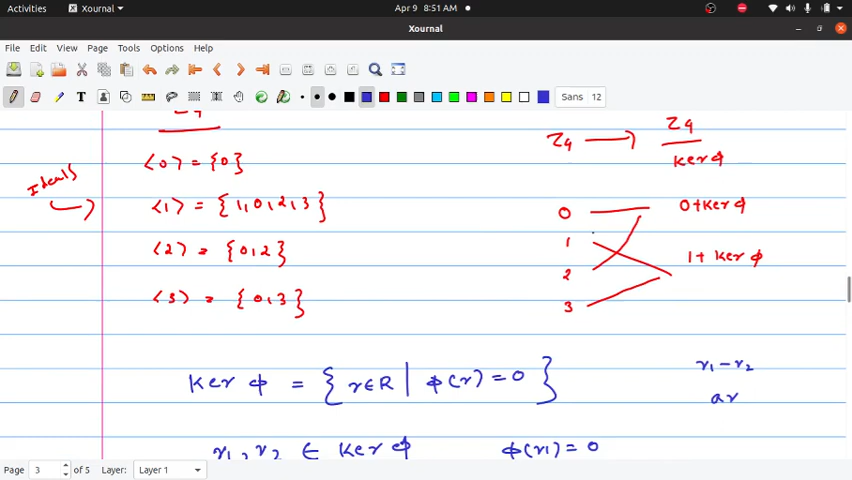 Activities
Xournal
Apr 9 8:51 AM
Xournal
File Edit View Page Tools Options Help
Sans 12
Z4
Ideals
<0> = {0}
<1> = {1,0,2,3}
<2> = {0,2}
<3> = {0,3}
Z4 → Z4 / Ker φ
0 0+Ker φ
1 1+ Ker φ
2
3
Ker φ = { r∈R | φ(r) = 0 }
r1 - r2
ar
r1, r2 ∈ Ker φ φ(r1) = 0
Page 3 of 5 Layer: Layer 1